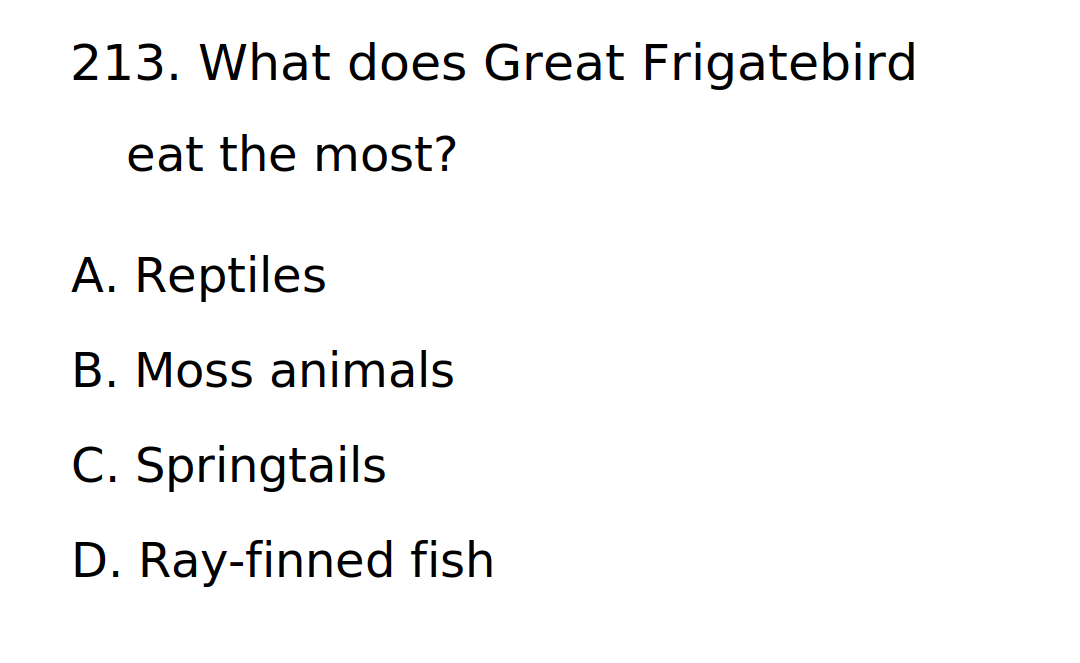 213. What does Great Frigatebird
eat the most?
A. Reptiles
B. Moss animals
C. Springtails
D. Ray-finned fish